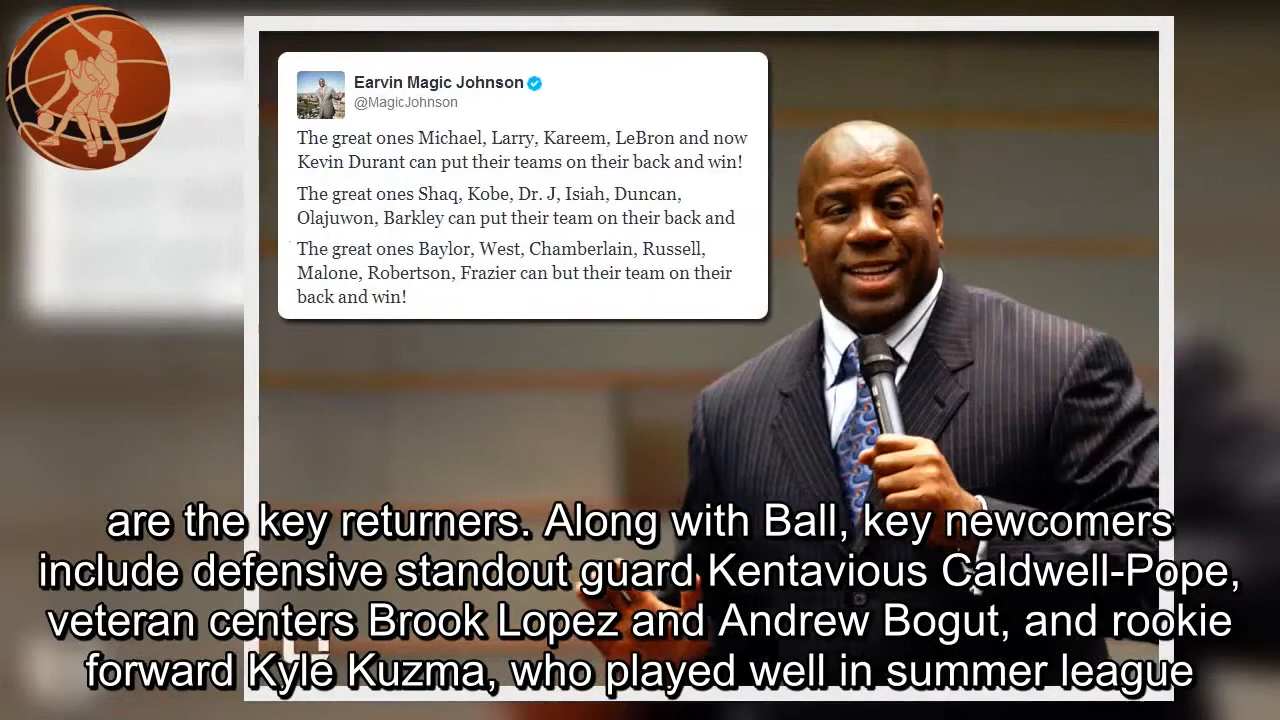 Earvin Magic Johnson
@MagicJohnson
The great ones Michael, Larry, Kareem, LeBron and now
Kevin Durant can put their teams on their back and win!
The great ones Shaq, Kobe, Dr. J, Isiah, Duncan,
Olajuwon, Barkley can put their team on their back and
The great ones Baylor, West, Chamberlain, Russell,
Malone, Robertson, Frazier can but their team on their
back and win!
are the key returners. Along with Ball, key newcomers
include defensive standout guard Kentavious Caldwell-Pope,
veteran centers Brook Lopez and Andrew Bogut, and rookie
forward Kyle Kuzma, who played well in summer league